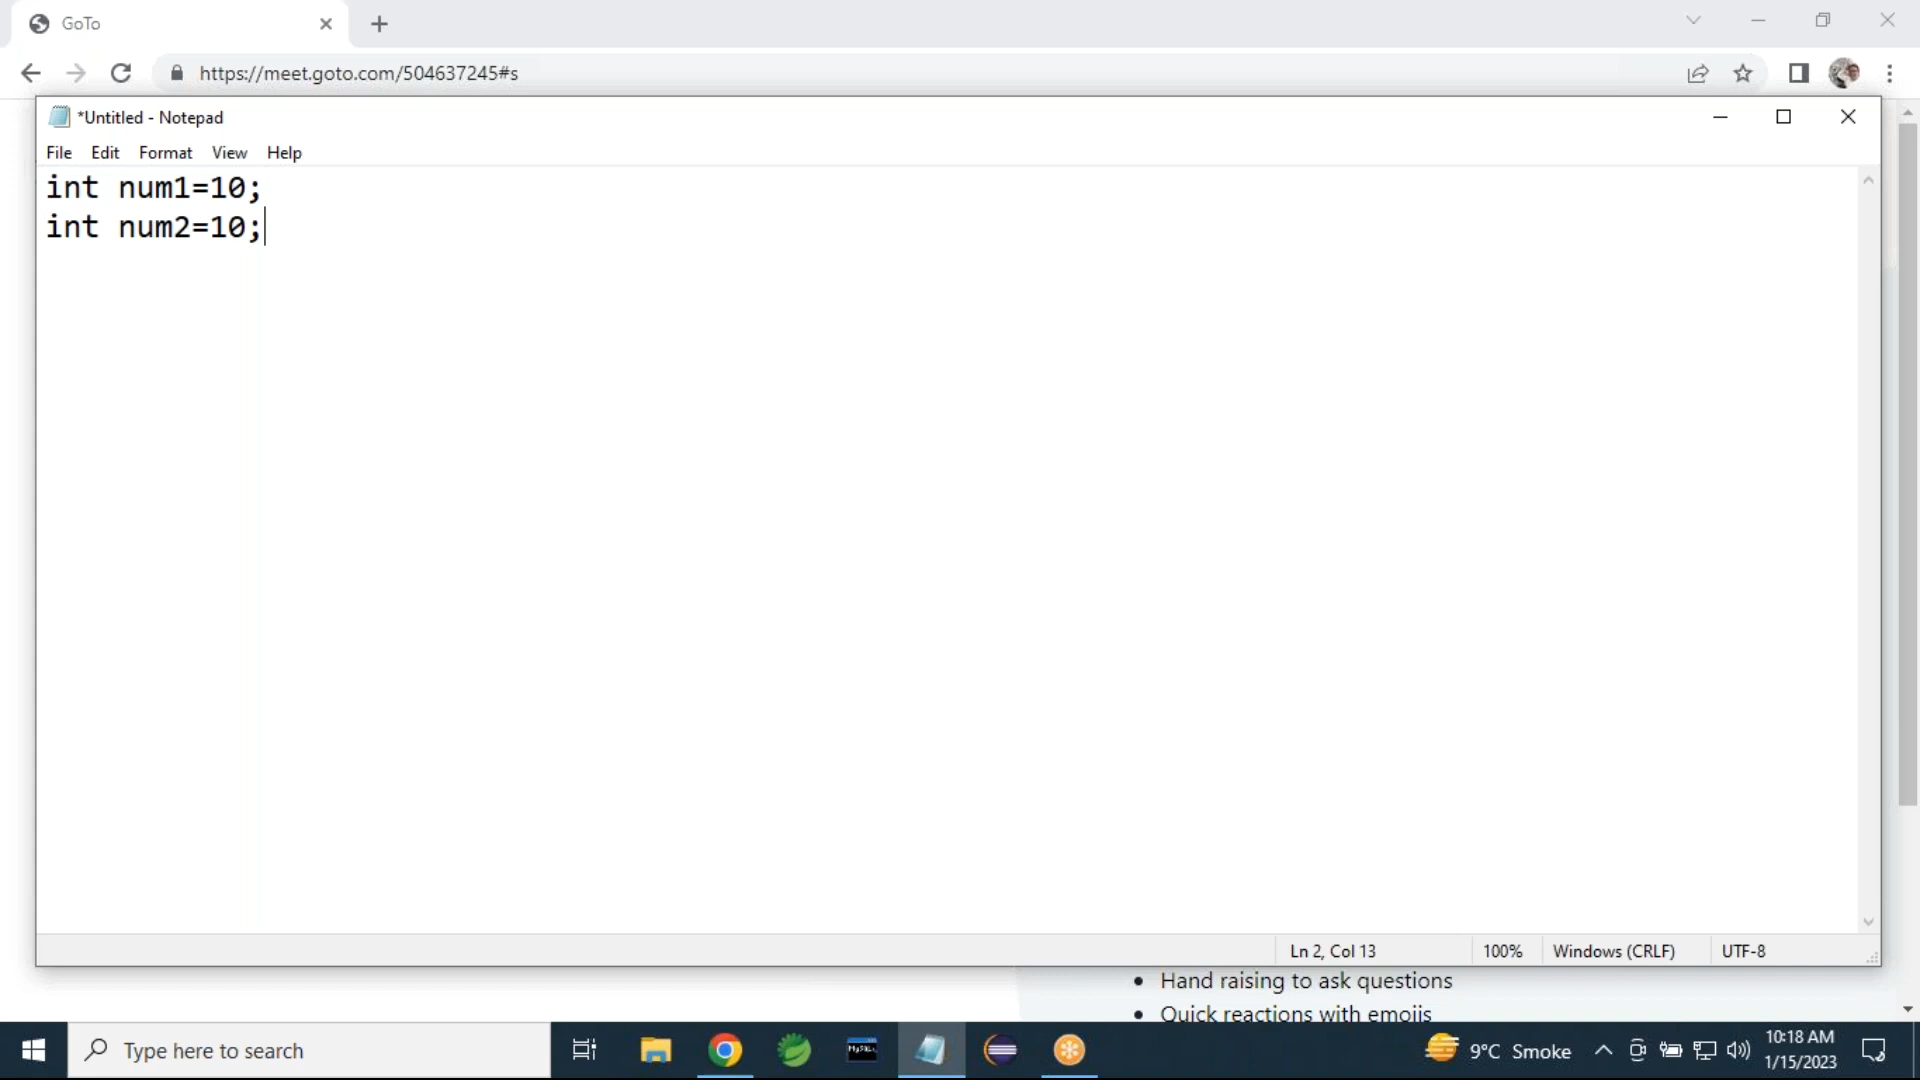 GoTo
https://meet.goto.com/504637245#s
*Untitled - Notepad
File Edit Format View Help
int num1=10;
int num2=10;
Ln 2, Col 13 100% Windows (CRLF) UTF-8
• Hand raising to ask questions
• Quick reactions with emojis
Type here to search
MySQL
9°C Smoke
10:18 AM
1/15/2023